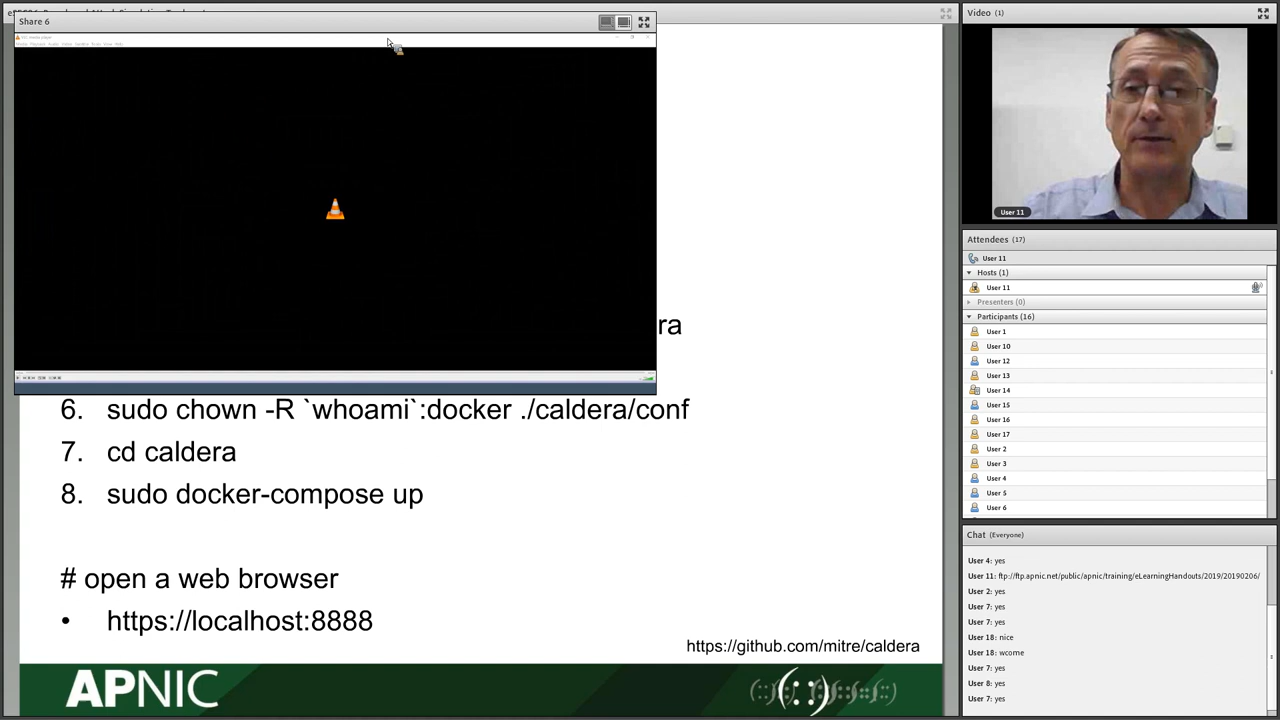 Share 6
VLC media player
ra
6. sudo chown -R `whoami`:docker ./caldera/conf
7. cd caldera
8. sudo docker-compose up
# open a web browser
• https://localhost:8888
https://github.com/mitre/caldera
APNIC
Video (1)
User 11
Attendees (17)
User 11
Hosts (1)
User 11
Presenters (0)
Participants (16)
User 1
User 10
User 12
User 13
User 14
User 15
User 16
User 17
User 2
User 3
User 4
User 5
User 6
Chat (Everyone)
User 4: yes
User 11: ftp://ftp.apnic.net/public/apnic/training/eLearningHandouts/2019/20190206/
User 2: yes
User 7: yes
User 7: yes
User 18: nice
User 18: wcome
User 7: yes
User 8: yes
User 7: yes